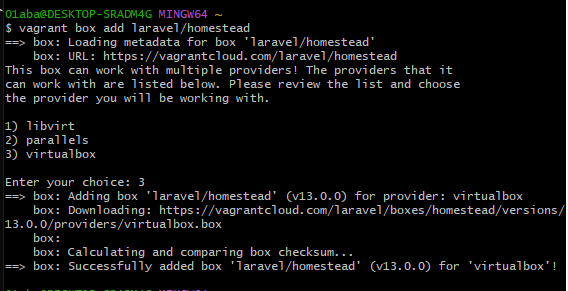 01aba@DESKTOP-SRADM4G MINGW64 ~
$ vagrant box add laravel/homestead
==> box: Loading metadata for box 'laravel/homestead'
    box: URL: https://vagrantcloud.com/laravel/homestead
This box can work with multiple providers! The providers that it
can work with are listed below. Please review the list and choose
the provider you will be working with.

1) libvirt
2) parallels
3) virtualbox

Enter your choice: 3
==> box: Adding box 'laravel/homestead' (v13.0.0) for provider: virtualbox
    box: Downloading: https://vagrantcloud.com/laravel/boxes/homestead/versions/
13.0.0/providers/virtualbox.box
    box:
    box: Calculating and comparing box checksum...
==> box: Successfully added box 'laravel/homestead' (v13.0.0) for 'virtualbox'!